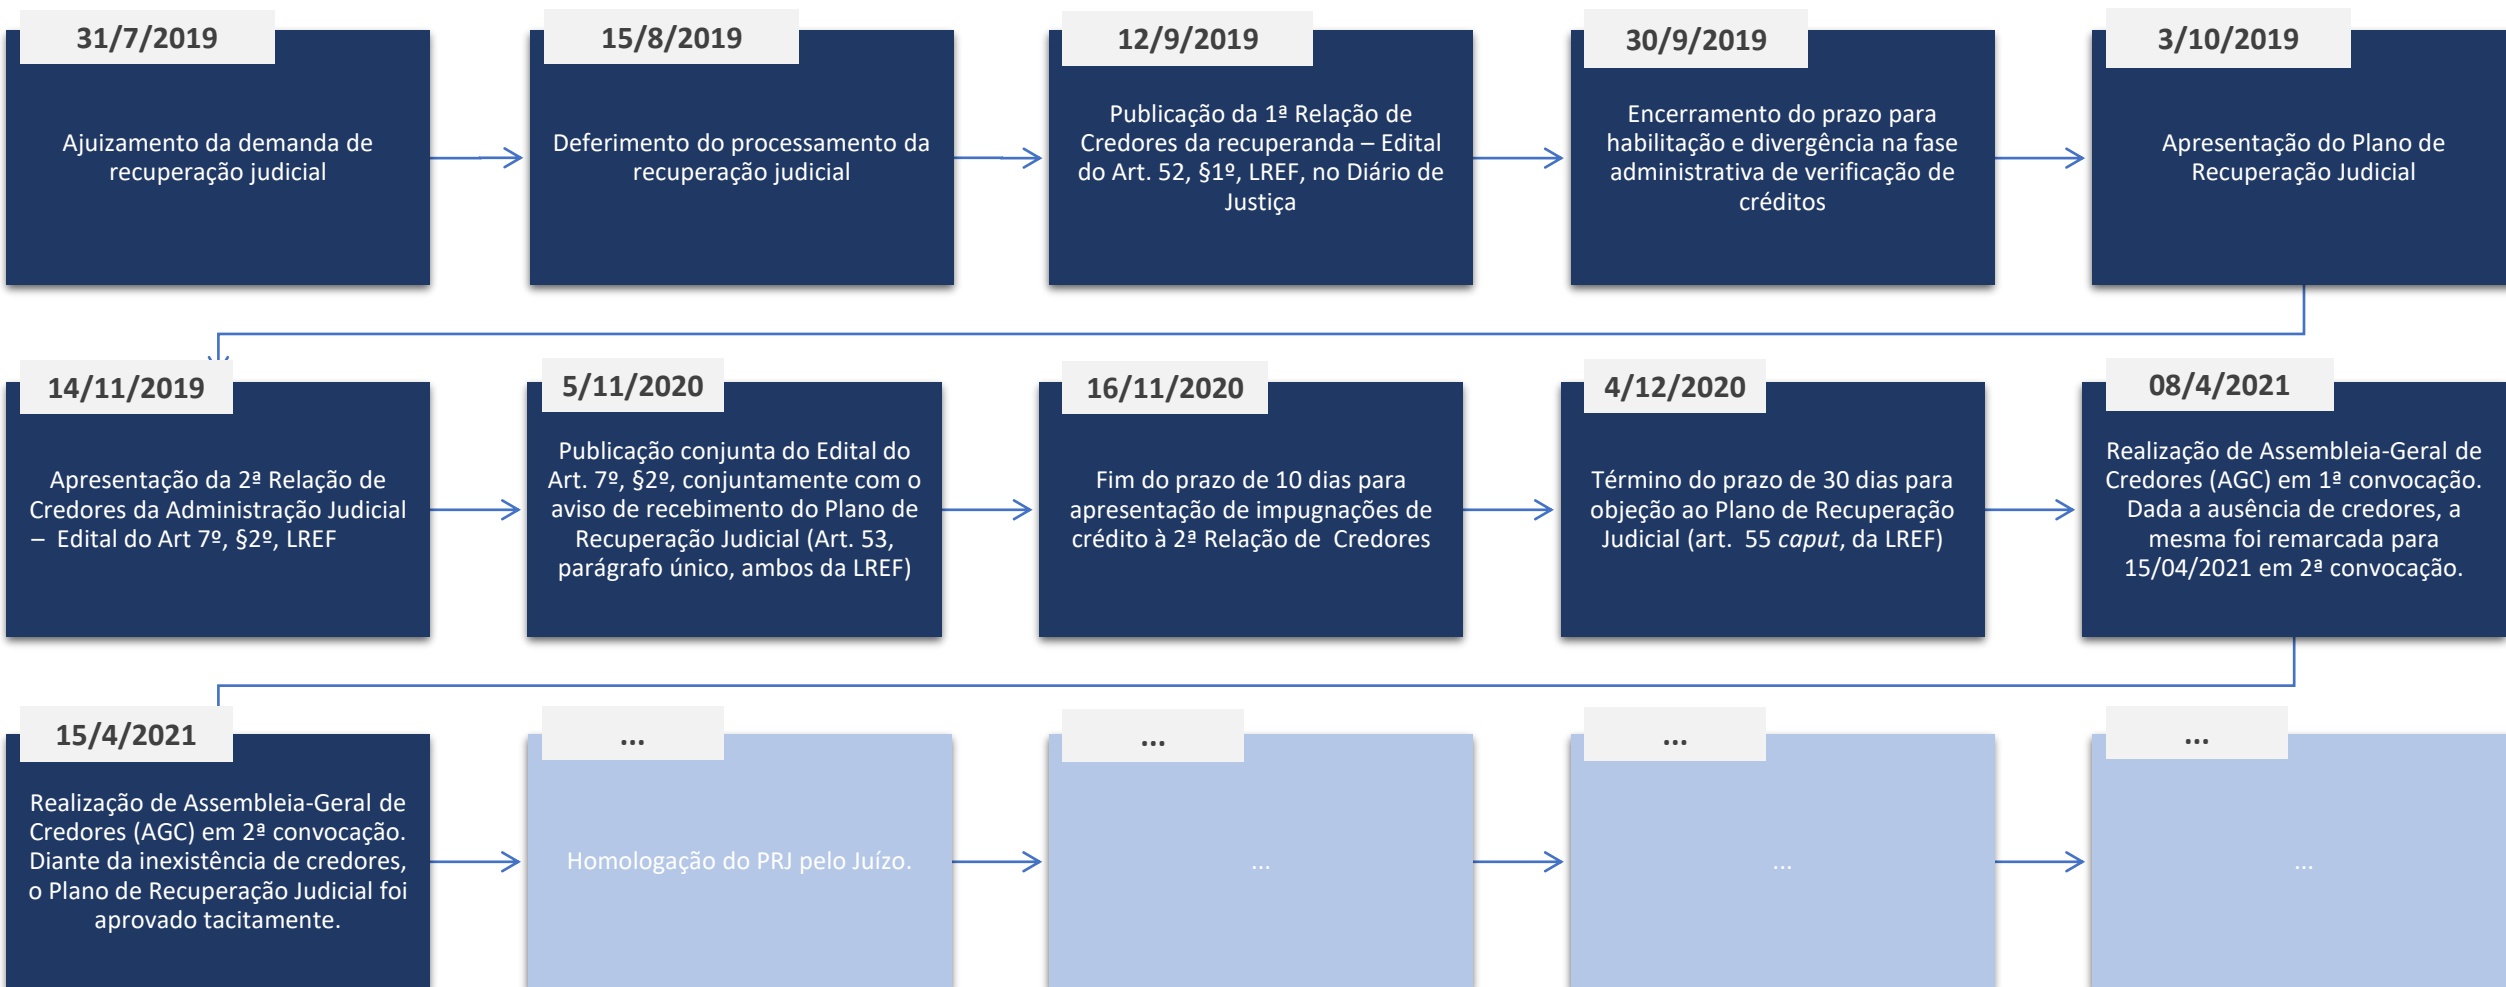 31/7/2019
Ajuizamento da demanda de
recuperação judicial
15/8/2019
Deferimento do processamento da
recuperação judicial
12/9/2019
Publicação da 1ª Relação de
Credores da recuperanda – Edital
do Art. 52, §1º, LREF, no Diário de
Justiça
30/9/2019
Encerramento do prazo para
habilitação e divergência na fase
administrativa de verificação de
créditos
3/10/2019
Apresentação do Plano de
Recuperação Judicial
14/11/2019
Apresentação da 2ª Relação de
Credores da Administração Judicial
– Edital do Art 7º, §2º, LREF
5/11/2020
Publicação conjunta do Edital do
Art. 7º, §2º, conjuntamente com o
aviso de recebimento do Plano de
Recuperação Judicial (Art. 53,
parágrafo único, ambos da LREF)
16/11/2020
Fim do prazo de 10 dias para
apresentação de impugnações de
crédito à 2ª Relação de Credores
4/12/2020
Término do prazo de 30 dias para
objeção ao Plano de Recuperação
Judicial (art. 55 caput, da LREF)
08/4/2021
Realização de Assembleia-Geral de
Credores (AGC) em 1ª convocação.
Dada a ausência de credores, a
mesma foi remarcada para
15/04/2021 em 2ª convocação.
15/4/2021
Realização de Assembleia-Geral de
Credores (AGC) em 2ª convocação.
Diante da inexistência de credores,
o Plano de Recuperação Judicial foi
aprovado tacitamente.
...
Homologação do PRJ pelo Juízo.
...
...
...
...
...
...